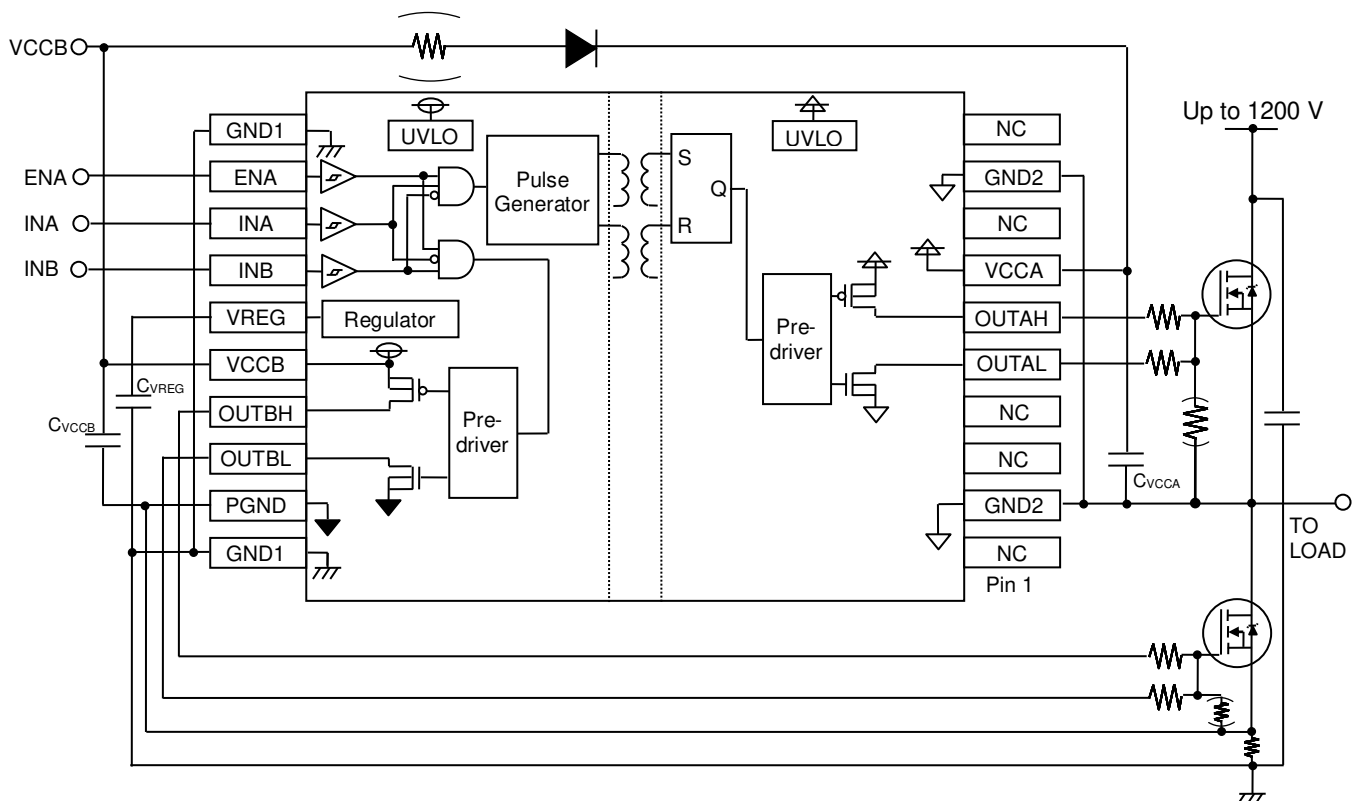 VCCB
Up to 1200 V
GND1
UVLO
UVLO
NC
ENA
ENA
Pulse
Generator
S
Q
R
GND2
INA
INA
NC
INB
INB
VCCA
VREG
Regulator
OUTAH
VCCB
Pre-
driver
OUTAL
CVREG
OUTBH
Pre-
driver
NC
CVCCB
OUTBL
NC
CVCCA
PGND
GND2
TO
LOAD
GND1
NC
Pin 1